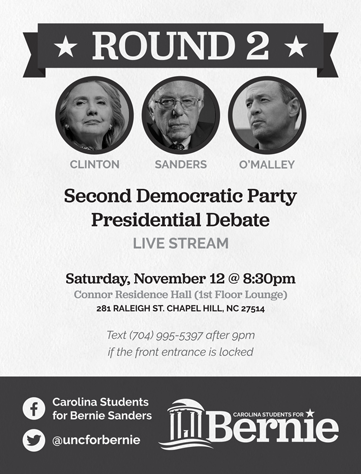 ★ ROUND 2 ★
CLINTON SANDERS O'MALLEY
Second Democratic Party
Presidential Debate
LIVE STREAM
Saturday, November 12 @ 8:30pm
Connor Residence Hall (1st Floor Lounge)
281 RALEIGH ST. CHAPEL HILL, NC 27514
Text (704) 995-5397 after 9pm
if the front entrance is locked
Carolina Students
for Bernie Sanders
@uncforbernie
CAROLINA STUDENTS FOR
Bernie